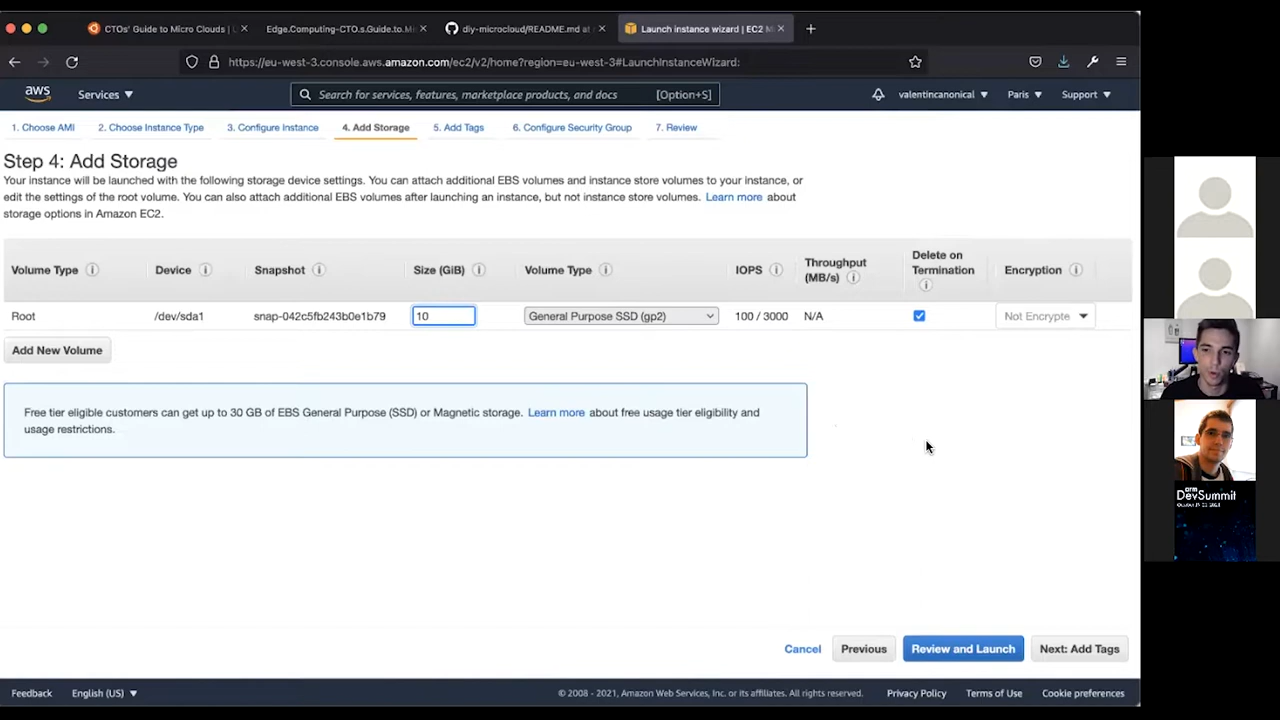 CTOs' Guide to Micro Clouds |
Edge.Computing-CTO.s.Guide.to.Mi
diy-microcloud/README.md at
Launch instance wizard | EC2 M
https://eu-west-3.console.aws.amazon.com/ec2/v2/home?region=eu-west-3#LaunchInstanceWizard:
aws
Services
Search for services, features, marketplace products, and docs
[Option+S]
valentincanonical
Paris
Support
1. Choose AMI
2. Choose Instance Type
3. Configure Instance
4. Add Storage
5. Add Tags
6. Configure Security Group
7. Review
Step 4: Add Storage
Your instance will be launched with the following storage device settings. You can attach additional EBS volumes and instance store volumes to your instance, or
edit the settings of the root volume. You can also attach additional EBS volumes after launching an instance, but not instance store volumes. Learn more about
storage options in Amazon EC2.
Volume Type
Device
Snapshot
Size (GiB)
Volume Type
IOPS
Throughput
(MB/s)
Delete on
Termination
Encryption
Root
/dev/sda1
snap-042c5fb243b0e1b79
10
General Purpose SSD (gp2)
100 / 3000
N/A
Not Encrypte
Add New Volume
Free tier eligible customers can get up to 30 GB of EBS General Purpose (SSD) or Magnetic storage. Learn more about free usage tier eligibility and
usage restrictions.
Cancel
Previous
Review and Launch
Next: Add Tags
Feedback
English (US)
© 2008 - 2021, Amazon Web Services, Inc. or its affiliates. All rights reserved.
Privacy Policy
Terms of Use
Cookie preferences
arm
DevSummit